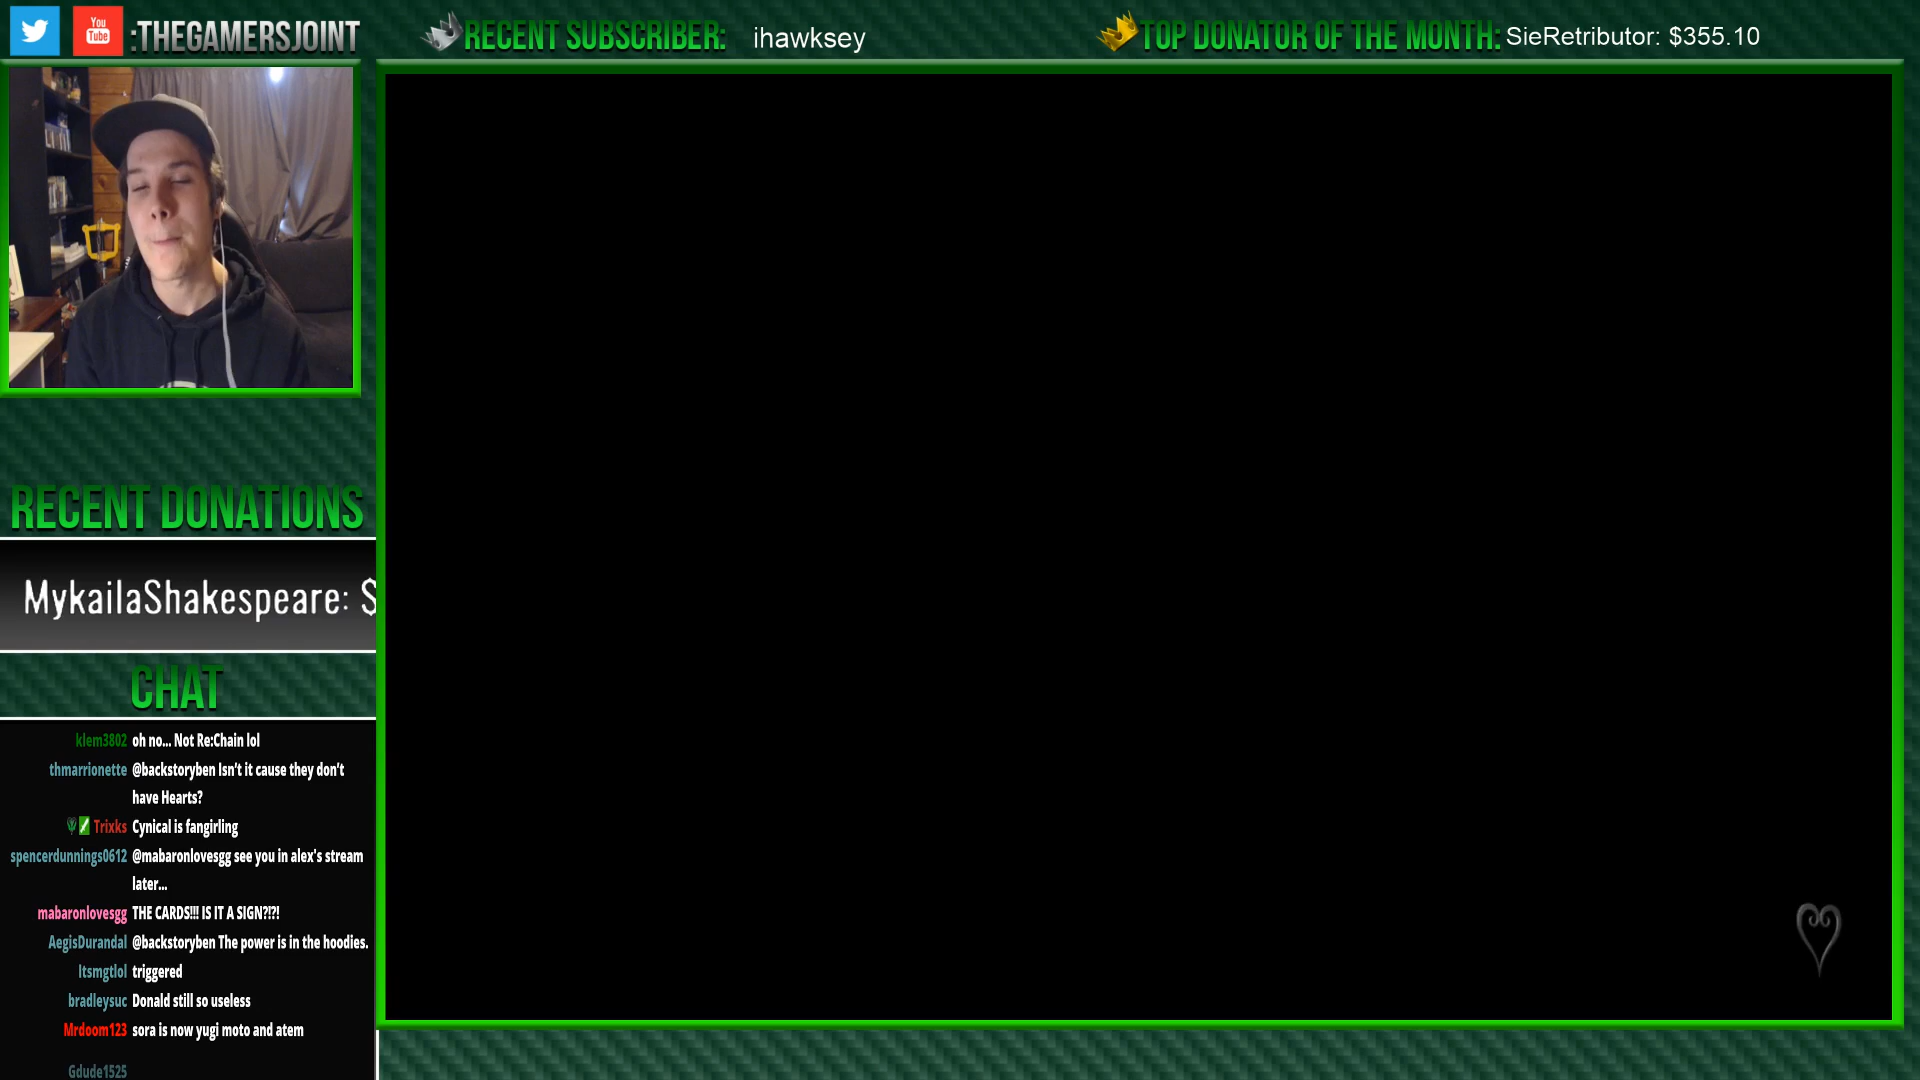 You
Tube
:THEGAMERSJOINT
RECENT SUBSCRIBER: ihawksey
TOP DONATOR OF THE MONTH: SieRetributor: $355.10
RECENT DONATIONS
MykailaShakespeare: $
CHAT
klem3802 oh no... Not Re:Chain lol
thmarrionette @backstoryben Isn't it cause they don't
have Hearts?
Trixks Cynical is fangirling
spencerdunnings0612 @mabaronlovesgg see you in alex's stream
later...
mabaronlovesgg THE CARDS!!! IS IT A SIGN?!?!
AegisDurandal @backstoryben The power is in the hoodies.
Itsmgtlol triggered
bradleysuc Donald still so useless
Mrdoom123 sora is now yugi moto and atem
Gdude1525